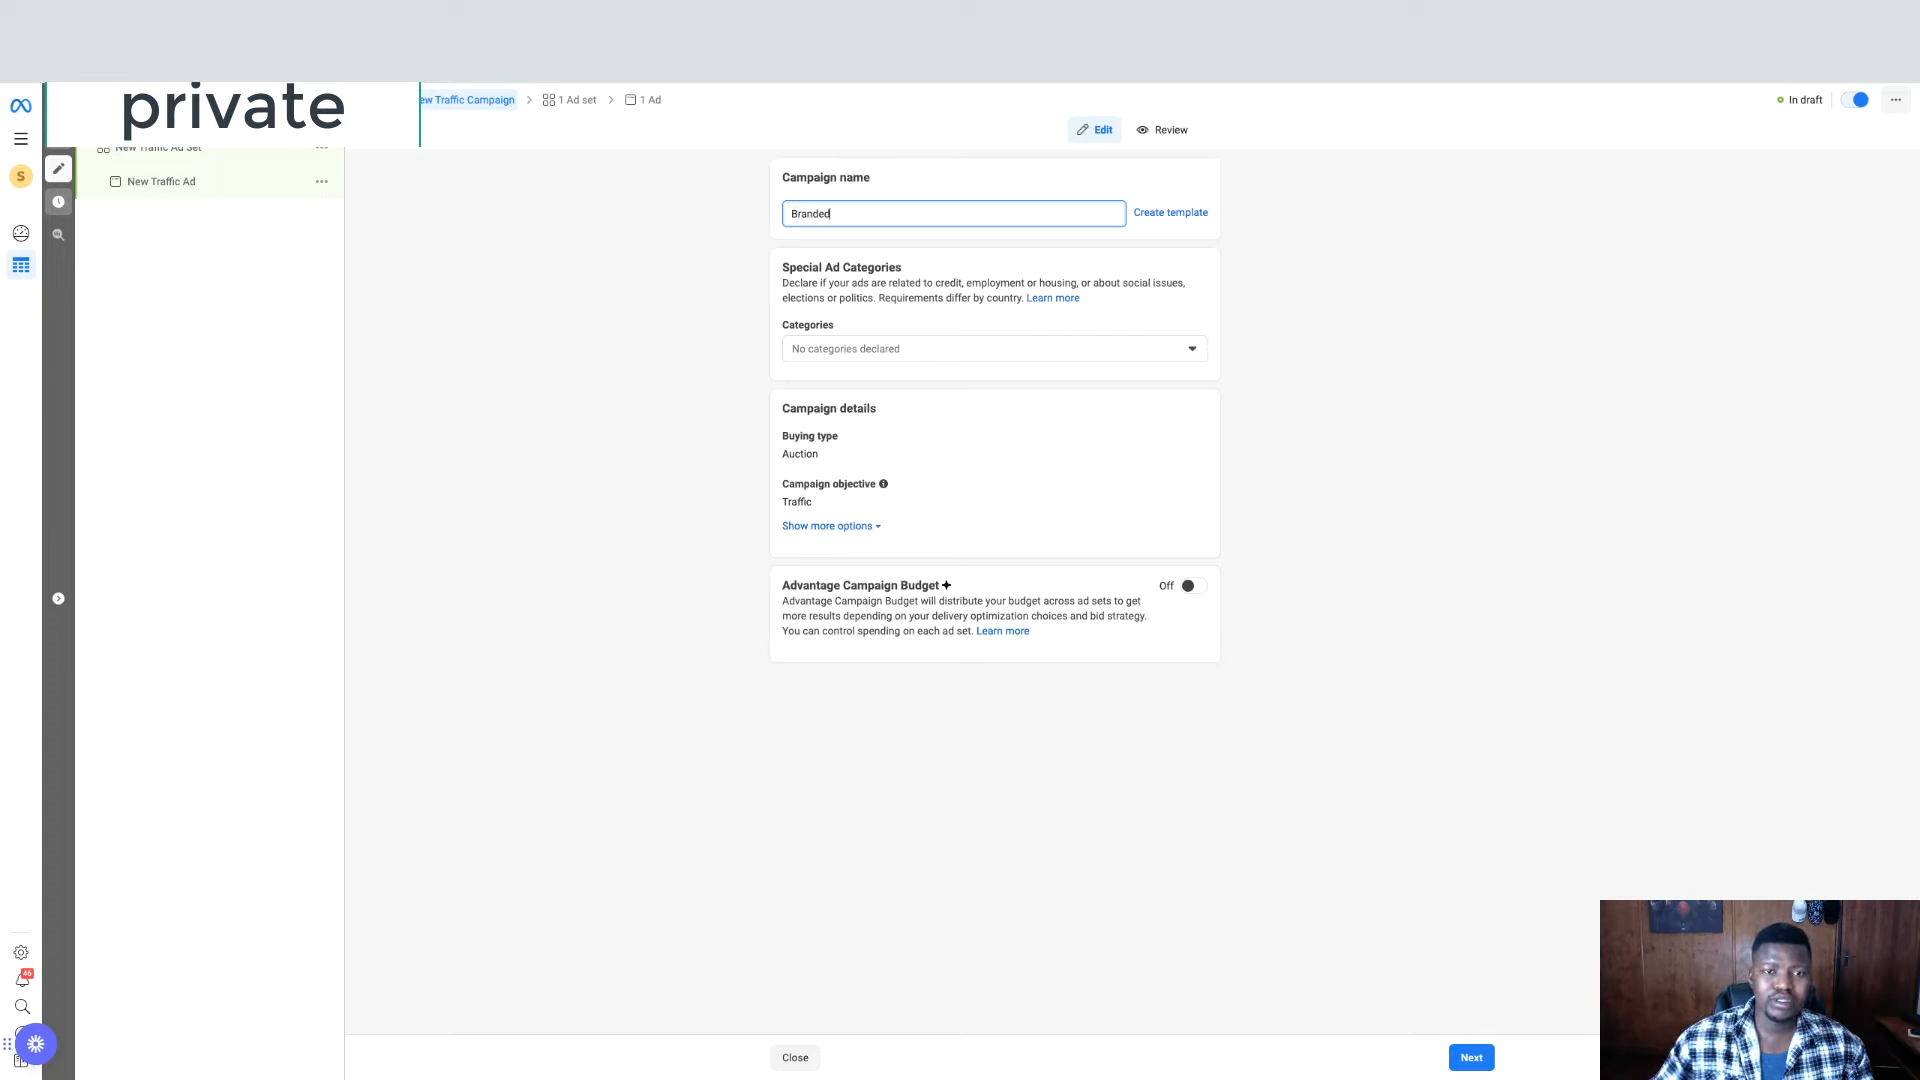 private
ew Traffic Campaign
1 Ad set
1 Ad
In draft
Edit
Review
S
New Traffic Ad Set
New Traffic Ad
Campaign name
Branded
Create template
Special Ad Categories
Declare if your ads are related to credit, employment or housing, or about social issues,
elections or politics. Requirements differ by country. Learn more
Categories
No categories declared
Campaign details
Buying type
Auction
Campaign objective
Traffic
Show more options
Advantage Campaign Budget
Off
Advantage Campaign Budget will distribute your budget across ad sets to get
more results depending on your delivery optimization choices and bid strategy.
You can control spending on each ad set. Learn more
46
Close
Next